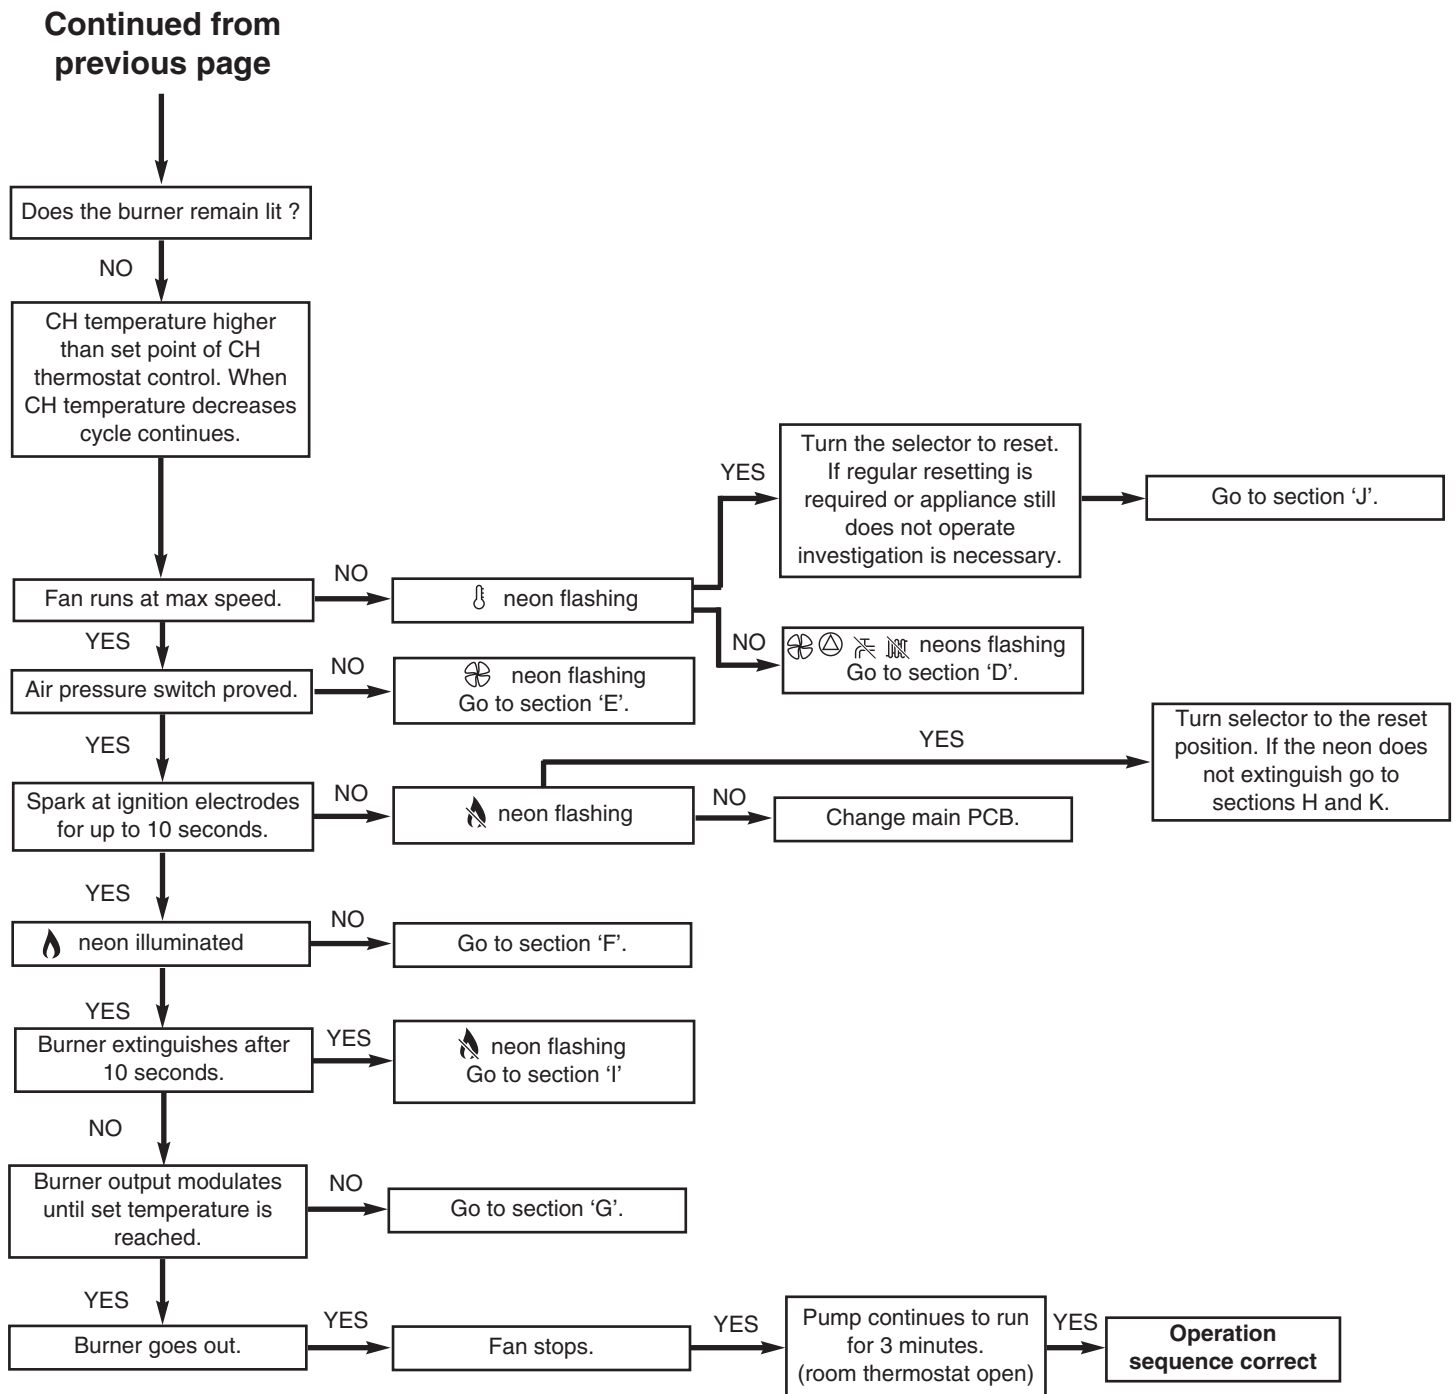 Continued from
previous page
Does the burner remain lit ?
NO
CH temperature higher
than set point of CH
thermostat control. When
CH temperature decreases
cycle continues.
YES
Turn the selector to reset.
If regular resetting is
required or appliance still
does not operate
investigation is necessary.
Go to section ‘J’.
Fan runs at max speed.
NO
neon flashing
YES
NO
neons flashing
Go to section ‘D’.
Air pressure switch proved.
NO
neon flashing
Go to section ‘E’.
YES
YES
Turn selector to the reset
position. If the neon does
not extinguish go to
sections H and K.
Spark at ignition electrodes
for up to 10 seconds.
NO
neon flashing
NO
Change main PCB.
YES
neon illuminated
NO
Go to section ‘F’.
YES
Burner extinguishes after
10 seconds.
YES
neon flashing
Go to section ‘I’
NO
Burner output modulates
until set temperature is
reached.
NO
Go to section ‘G’.
YES
Burner goes out.
YES
Fan stops.
YES
Pump continues to run
for 3 minutes.
(room thermostat open)
YES
Operation
sequence correct